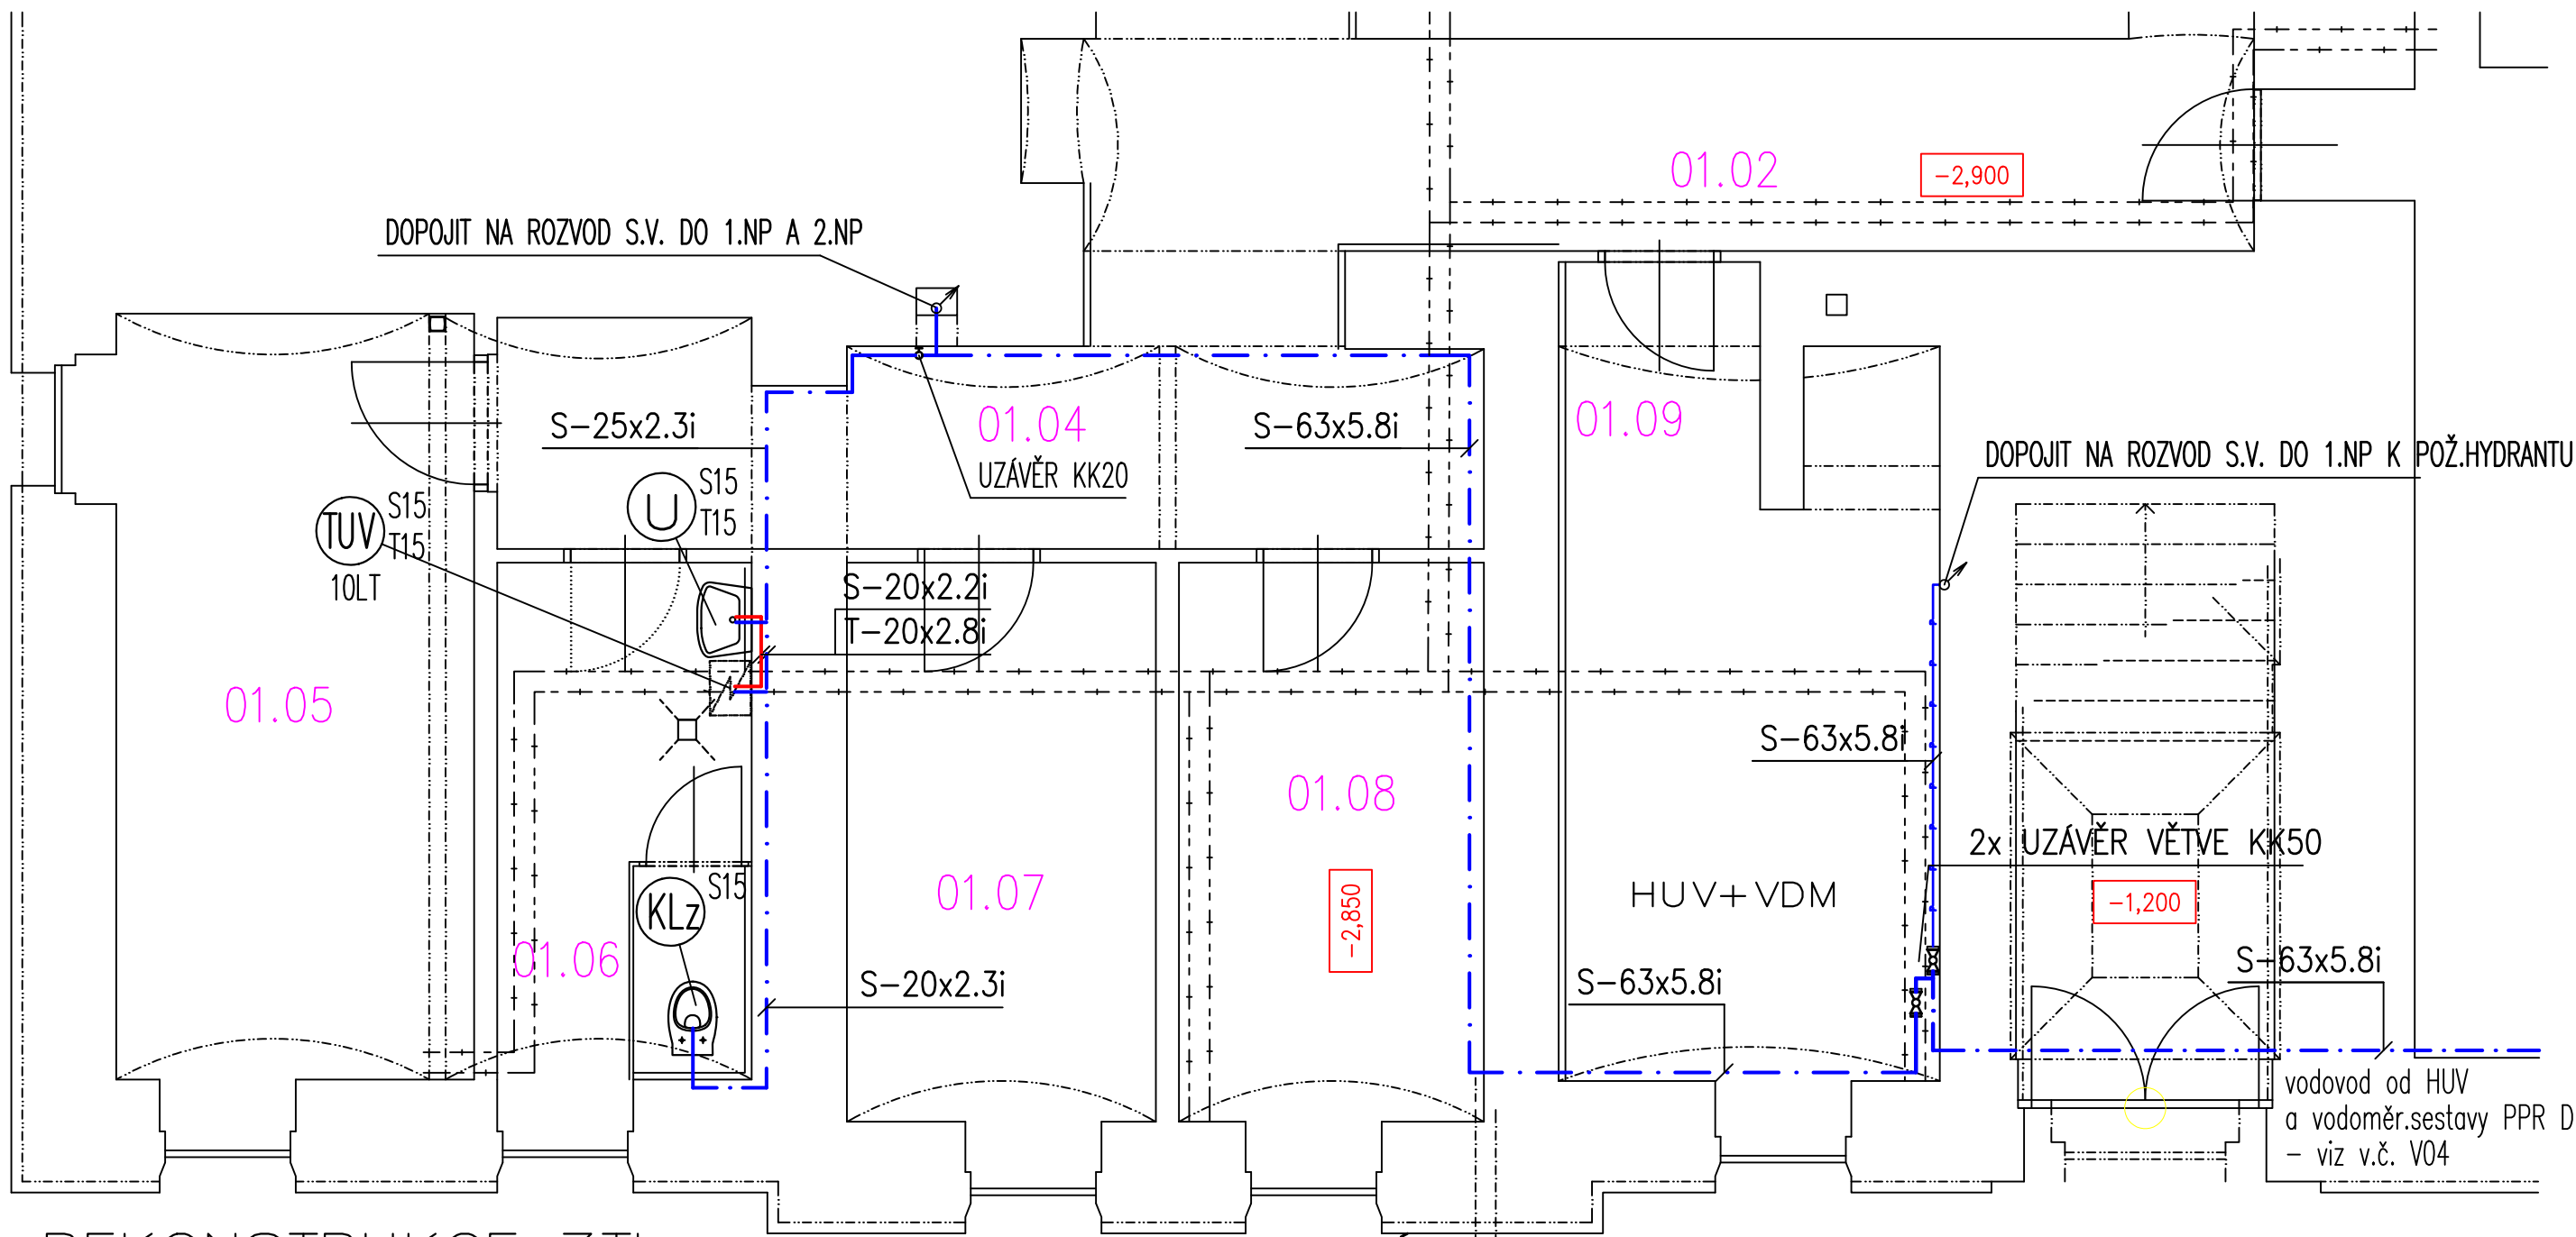 01.02
-2,900
DOPOJIT NA ROZVOD S.V. DO 1.NP A 2.NP
S-25x2.3i
01.04
UZÁVĚR KK20
S-63x5.8i
01.09
DOPOJIT NA ROZVOD S.V. DO 1.NP K POŽ.HYDRANTU
TUV
S15
T15
10LT
U
S15
T15
S-20x2.2i
T-20x2.8i
01.05
S-63x5.8i
01.08
2x UZÁVĚR VĚTVE KK50
-2,850
01.07
HUV+VDM
-1,200
KLz
S15
01.06
S-20x2.3i
S-63x5.8i
S-63x5.8i
vodovod od HUV
a vodoměr.sestavy PPR D
- viz v.č. V04